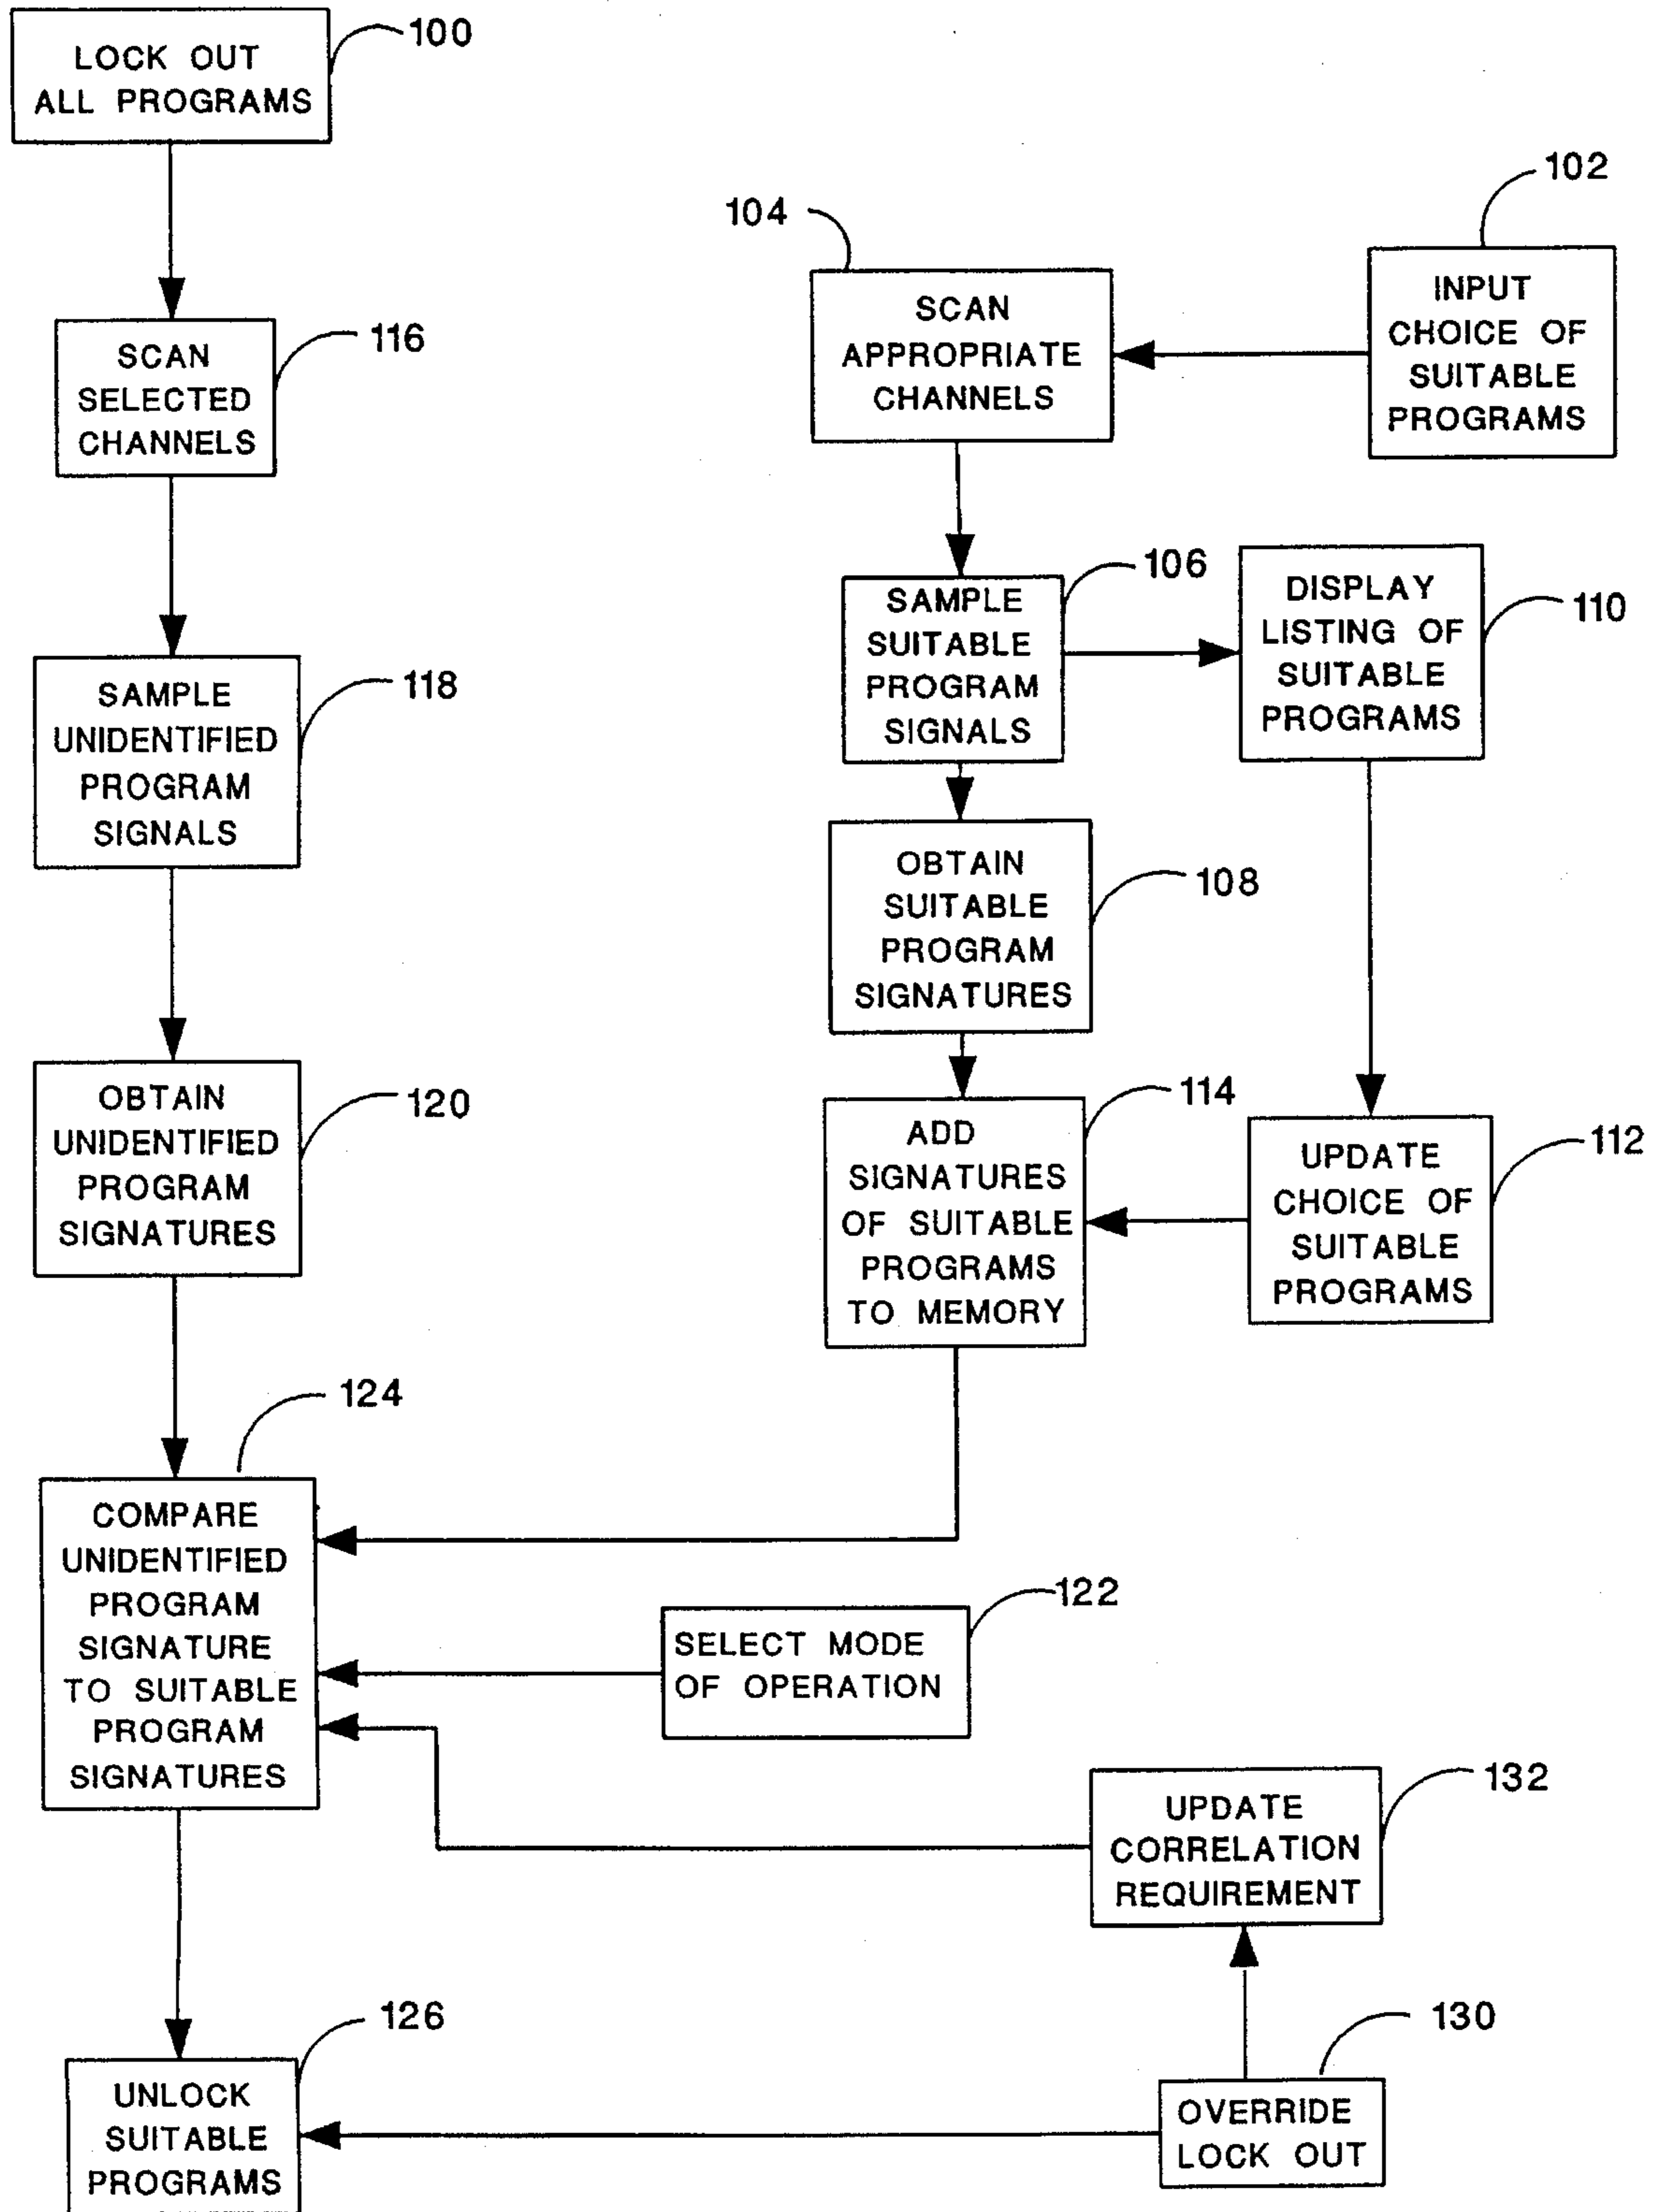 100
LOCK OUT
ALL PROGRAMS
102
104
INPUT
CHOICE OF
SUITABLE
PROGRAMS
SCAN
APPROPRIATE
CHANNELS
116
SCAN
SELECTED
CHANNELS
106
SAMPLE
SUITABLE
PROGRAM
SIGNALS
110
DISPLAY
LISTING OF
SUITABLE
PROGRAMS
118
SAMPLE
UNIDENTIFIED
PROGRAM
SIGNALS
108
OBTAIN
SUITABLE
PROGRAM
SIGNATURES
120
OBTAIN
UNIDENTIFIED
PROGRAM
SIGNATURES
114
ADD
SIGNATURES
OF SUITABLE
PROGRAMS
TO MEMORY
112
UPDATE
CHOICE OF
SUITABLE
PROGRAMS
124
COMPARE
UNIDENTIFIED
PROGRAM
SIGNATURE
TO SUITABLE
PROGRAM
SIGNATURES
122
SELECT MODE
OF OPERATION
132
UPDATE
CORRELATION
REQUIREMENT
126
UNLOCK
SUITABLE
PROGRAMS
130
OVERRIDE
LOCK OUT